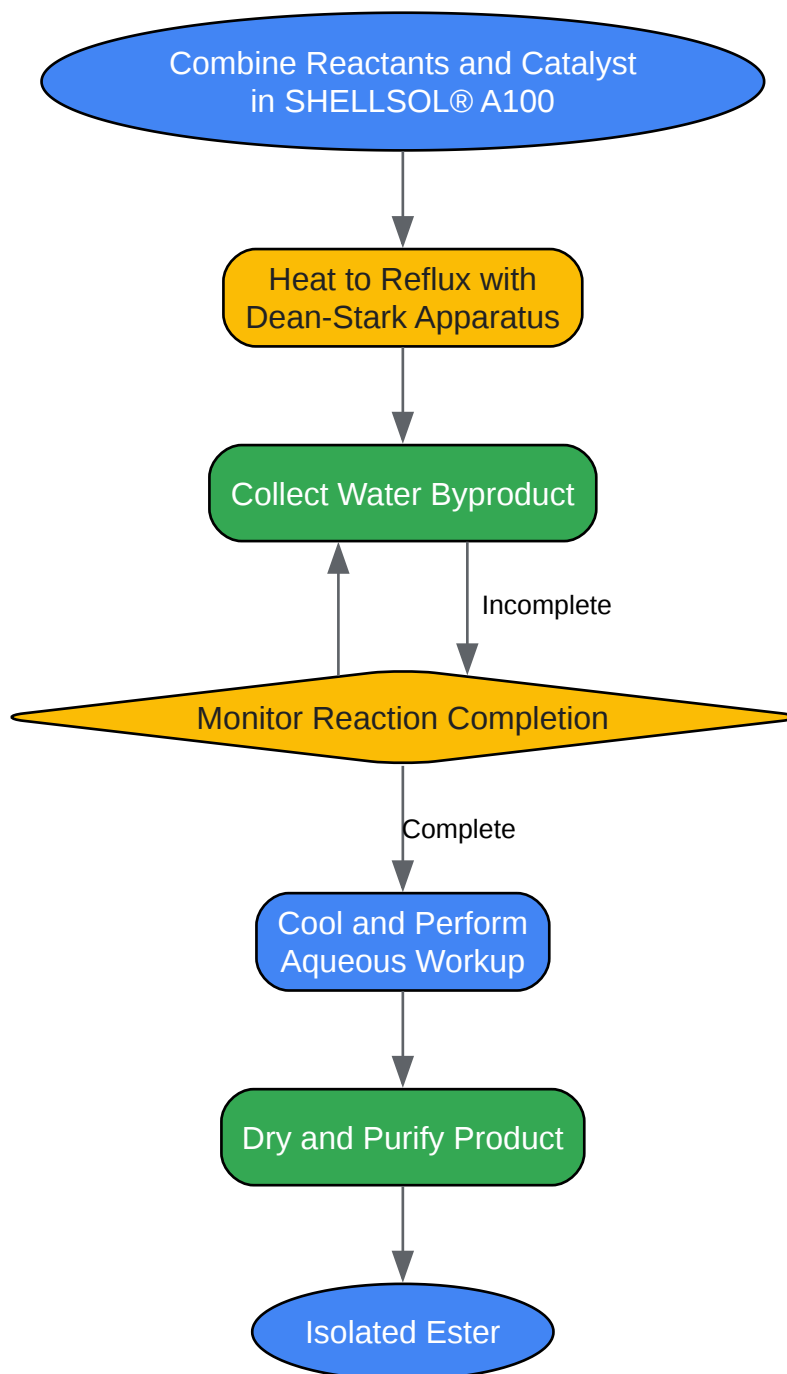 Combine Reactants and Catalyst
in SHELLSOL® A100
Heat to Reflux with
Dean-Stark Apparatus
Collect Water Byproduct
Incomplete
Monitor Reaction Completion
Complete
Cool and Perform
Aqueous Workup
Dry and Purify Product
Isolated Ester